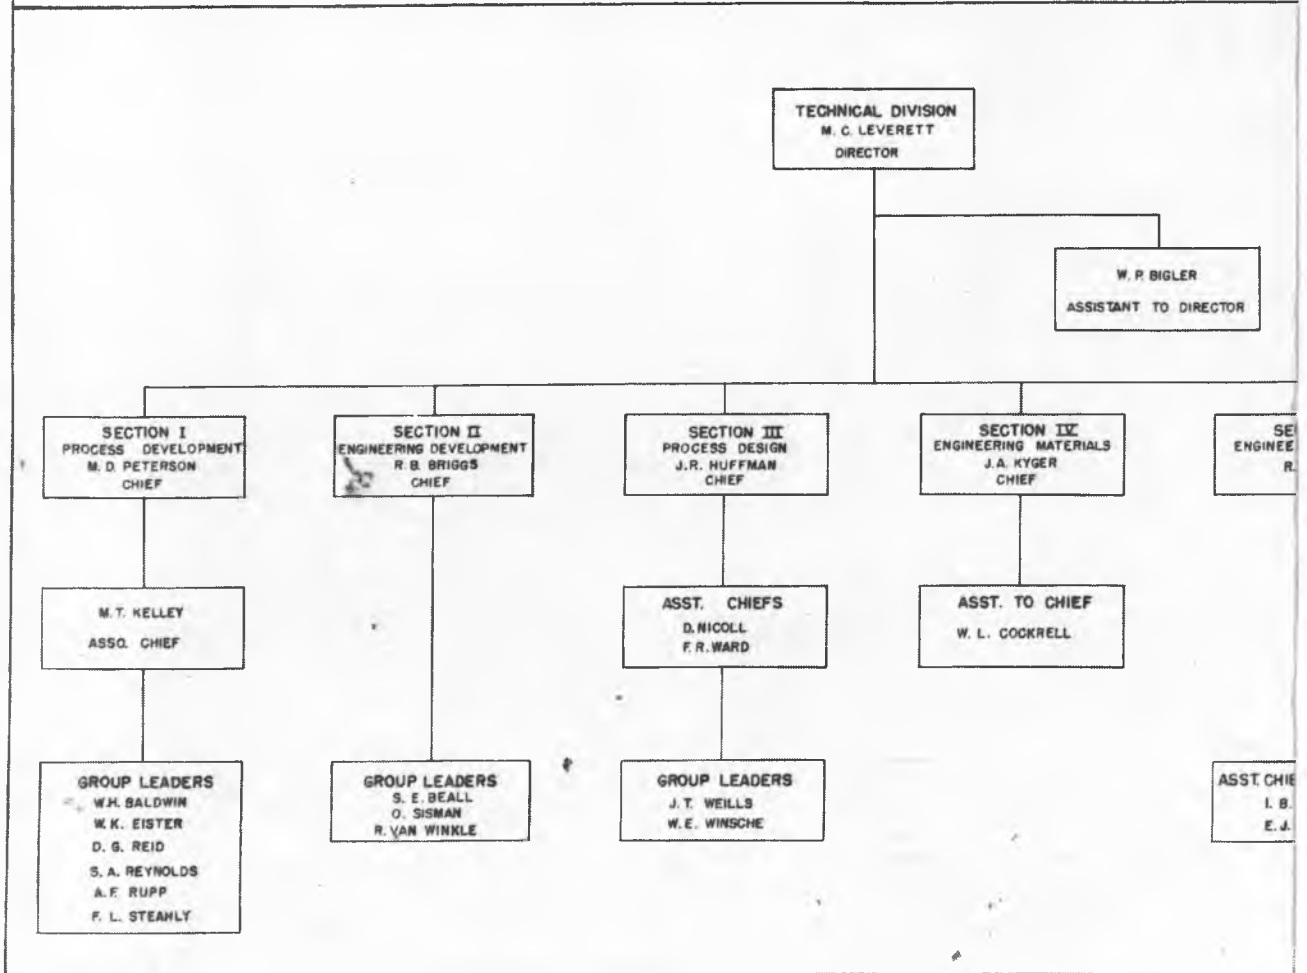 TECHNICAL DIVISION
M. C. LEVERETT
DIRECTOR
W. P. BIGLER
ASSISTANT TO DIRECTOR
SECTION I
PROCESS DEVELOPMENT
M. D. PETERSON
CHIEF
SECTION II
ENGINEERING DEVELOPMENT
R. B. BRIGGS
CHIEF
SECTION III
PROCESS DESIGN
J. R. HUFFMAN
CHIEF
SECTION IV
ENGINEERING MATERIALS
J. A. KYGER
CHIEF
R.
M. T. KELLEY
ASSO. CHIEF
ASST. CHIEFS
D. NICOLL
F. R. WARD
ASST. TO CHIEF
W. L. COCKRELL
GROUP LEADERS
W. H. BALDWIN
W. K. EISTER
D. G. REID
S. A. REYNOLDS
A. F. RUPP
F. L. STEAHLY
GROUP LEADERS
S. E. BEALL
O. SISMAN
R. VAN WINKLE
GROUP LEADERS
J. T. WEILLS
W. E. WINSCHE
ASST. CHIE
I. B.
E. J.